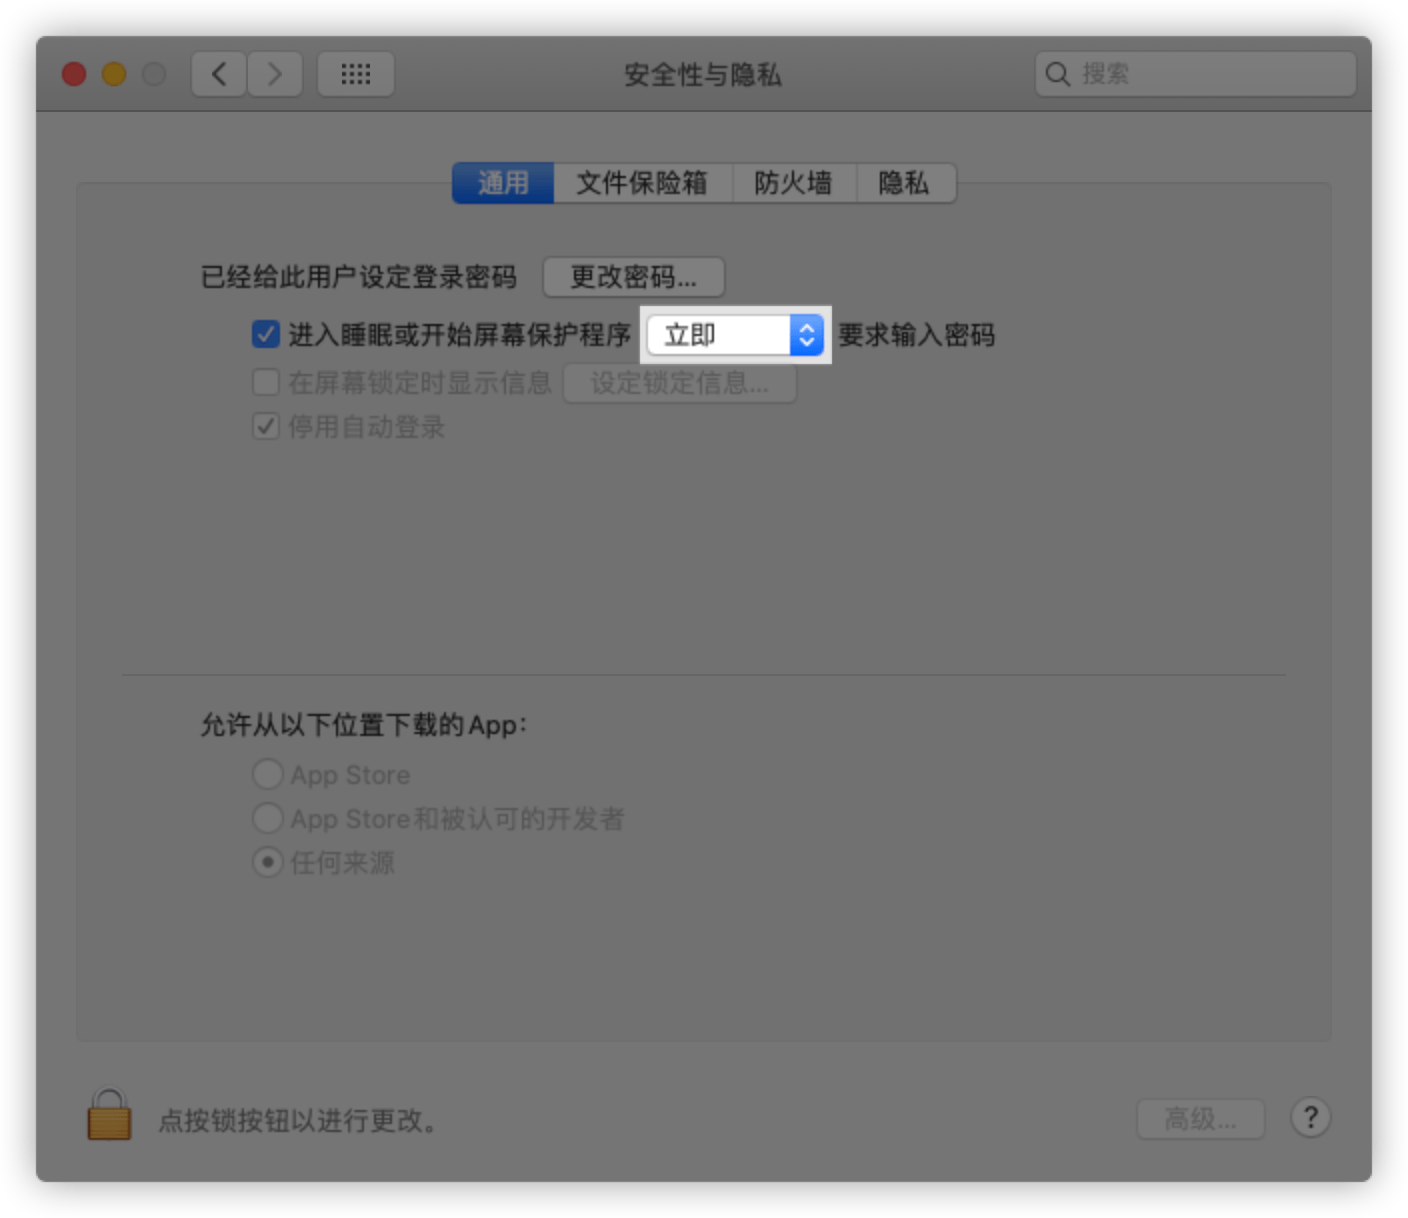 安全性与隐私
搜索
通用 文件保险箱 防火墙 隐私
已经给此用户设定登录密码 更改密码...
进入睡眠或开始屏幕保护程序 立即 要求输入密码
在屏幕锁定时显示信息 设定锁定信息...
停用自动登录
允许从以下位置下载的App：
App Store
App Store和被认可的开发者
任何来源
点按锁按钮以进行更改。
高级... ?